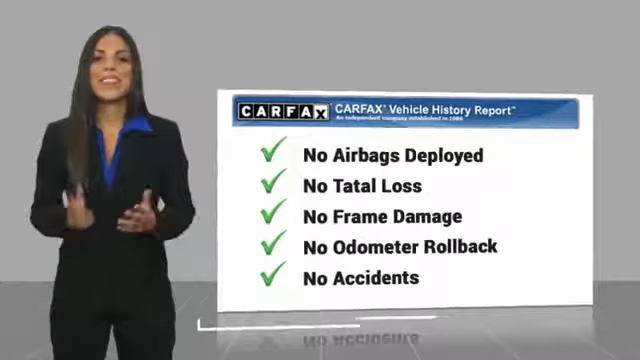 CARFAX CARFAX Vehicle History Report™
An independent company established in 1986
No Airbags Deployed
No Tatal Loss
No Frame Damage
No Odometer Rollback
No Accidents